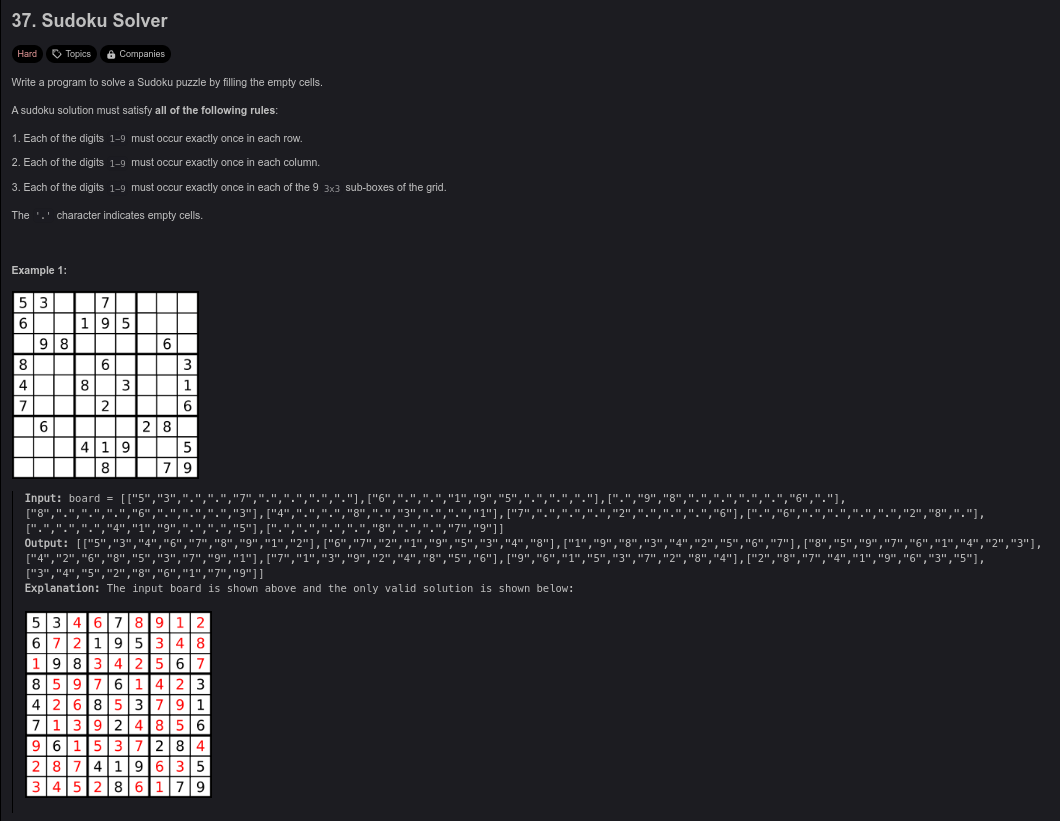 37. Sudoku Solver
Hard Topics Companies
Write a program to solve a Sudoku puzzle by filling the empty cells.
A sudoku solution must satisfy all of the following rules:
1. Each of the digits 1-9 must occur exactly once in each row.
2. Each of the digits 1-9 must occur exactly once in each column.
3. Each of the digits 1-9 must occur exactly once in each of the 9 3x3 sub-boxes of the grid.
The '.' character indicates empty cells.
Example 1:
5 3 7
6 1 9 5
9 8 6
8 6 3
4 8 3 1
7 2 6
6 2 8
4 1 9 5
8 7 9
Input: board = [["5","3",".",".","7",".",".",".","."],["6",".",".","1","9","5",".",".","."],[".","9","8",".",".",".",".","6","."],
["8",".",".",".","6",".",".",".","3"],["4",".",".","8",".","3",".",".","1"],["7",".",".",".","2",".",".",".","6"],[".","6",".",".",".",".","2","8","."],
[".",".",".","4","1","9",".",".","5"],[".",".",".",".","8",".",".","7","9"]]
Output: [["5","3","4","6","7","8","9","1","2"],["6","7","2","1","9","5","3","4","8"],["1","9","8","3","4","2","5","6","7"],["8","5","9","7","6","1","4","2","3"],
["4","2","6","8","5","3","7","9","1"],["7","1","3","9","2","4","8","5","6"],["9","6","1","5","3","7","2","8","4"],["2","8","7","4","1","9","6","3","5"],
["3","4","5","2","8","6","1","7","9"]]
Explanation: The input board is shown above and the only valid solution is shown below:
5 3 4 6 7 8 9 1 2
6 7 2 1 9 5 3 4 8
1 9 8 3 4 2 5 6 7
8 5 9 7 6 1 4 2 3
4 2 6 8 5 3 7 9 1
7 1 3 9 2 4 8 5 6
9 6 1 5 3 7 2 8 4
2 8 7 4 1 9 6 3 5
3 4 5 2 8 6 1 7 9